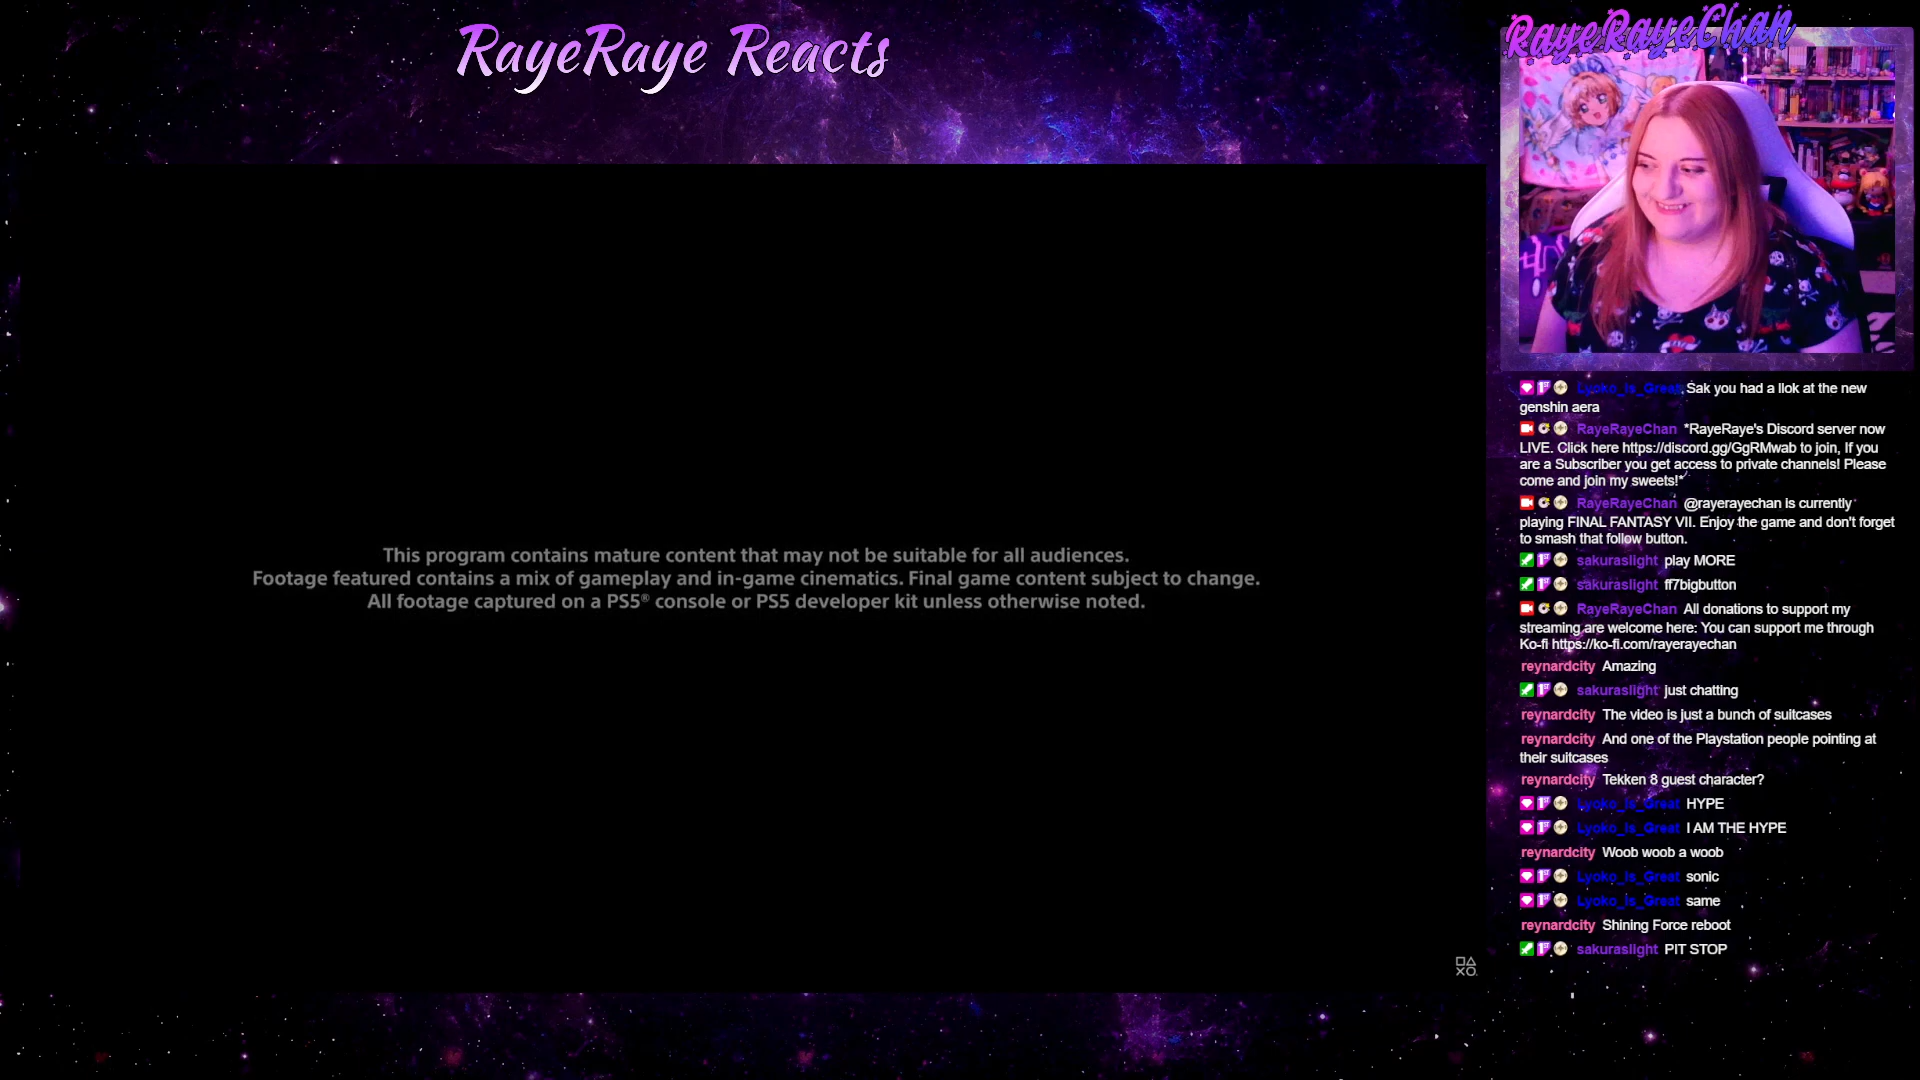 RayeRaye Reacts
RayeRayeChan
This program contains mature content that may not be suitable for all audiences.
Footage featured contains a mix of gameplay and in-game cinematics. Final game content subject to change.
All footage captured on a PS5® console or PS5 developer kit unless otherwise noted.
Lyoko_Is_Great Sak you had a llok at the new
genshin aera
RayeRayeChan *RayeRaye's Discord server now
LIVE. Click here https://discord.gg/GgRMwab to join, If you
are a Subscriber you get access to private channels! Please
come and join my sweets!*
RayeRayeChan @rayerayechan is currently
playing FINAL FANTASY VII. Enjoy the game and don't forget
to smash that follow button.
sakuraslight play MORE
sakuraslight ff7bigbutton
RayeRayeChan All donations to support my
streaming are welcome here: You can support me through
Ko-fi https://ko-fi.com/rayerayechan
reynardcity Amazing
sakuraslight just chatting
reynardcity The video is just a bunch of suitcases
reynardcity And one of the Playstation people pointing at
their suitcases
reynardcity Tekken 8 guest character?
Lyoko_Is_Great HYPE
Lyoko_Is_Great I AM THE HYPE
reynardcity Woob woob a woob
Lyoko_Is_Great sonic
Lyoko_Is_Great same
reynardcity Shining Force reboot
sakuraslight PIT STOP